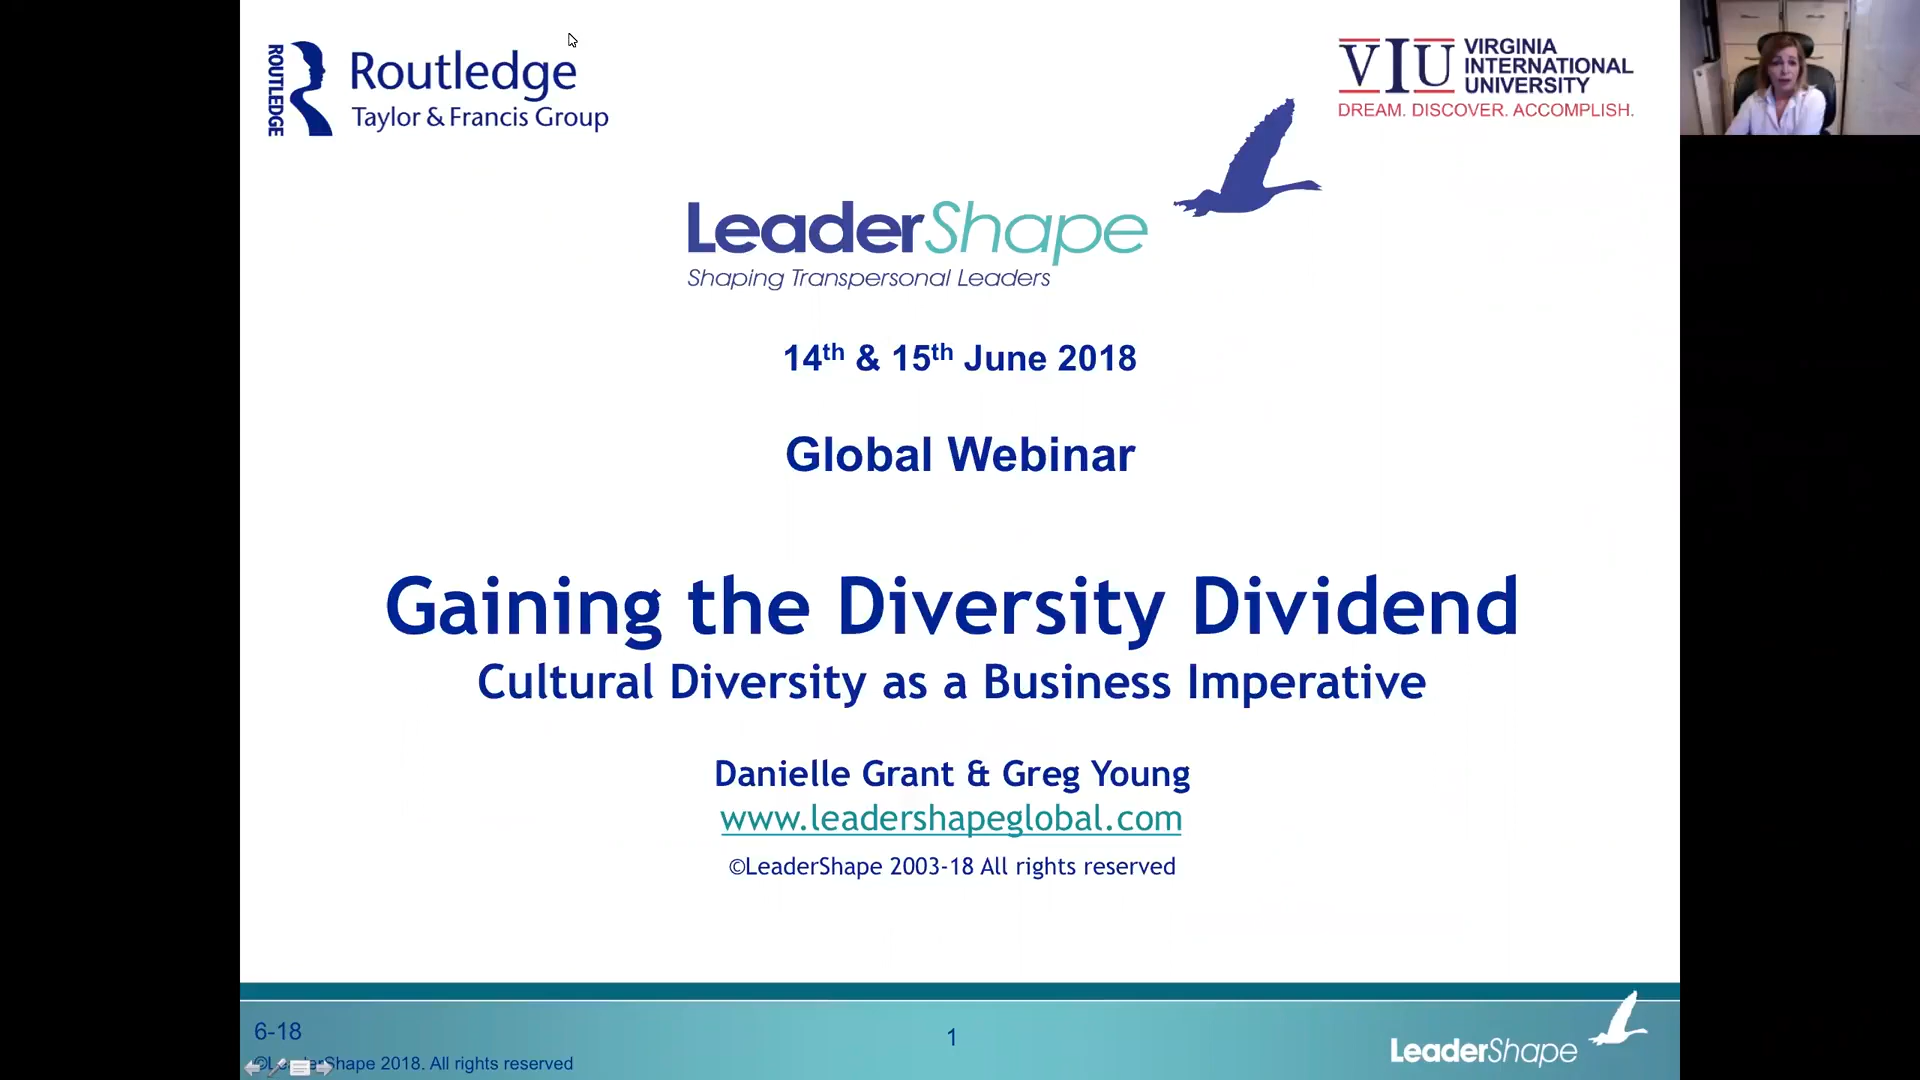 ROUTLEDGE
Routledge
Taylor & Francis Group
VIU
VIRGINIA
INTERNATIONAL
UNIVERSITY
DREAM. DISCOVER. ACCOMPLISH.
LeaderShape
Shaping Transpersonal Leaders
14th & 15th June 2018
Global Webinar
Gaining the Diversity Dividend
Cultural Diversity as a Business Imperative
Danielle Grant & Greg Young
www.leadershapeglobal.com
©LeaderShape 2003-18 All rights reserved
6-18
©LeaderShape 2018. All rights reserved
1
LeaderShape